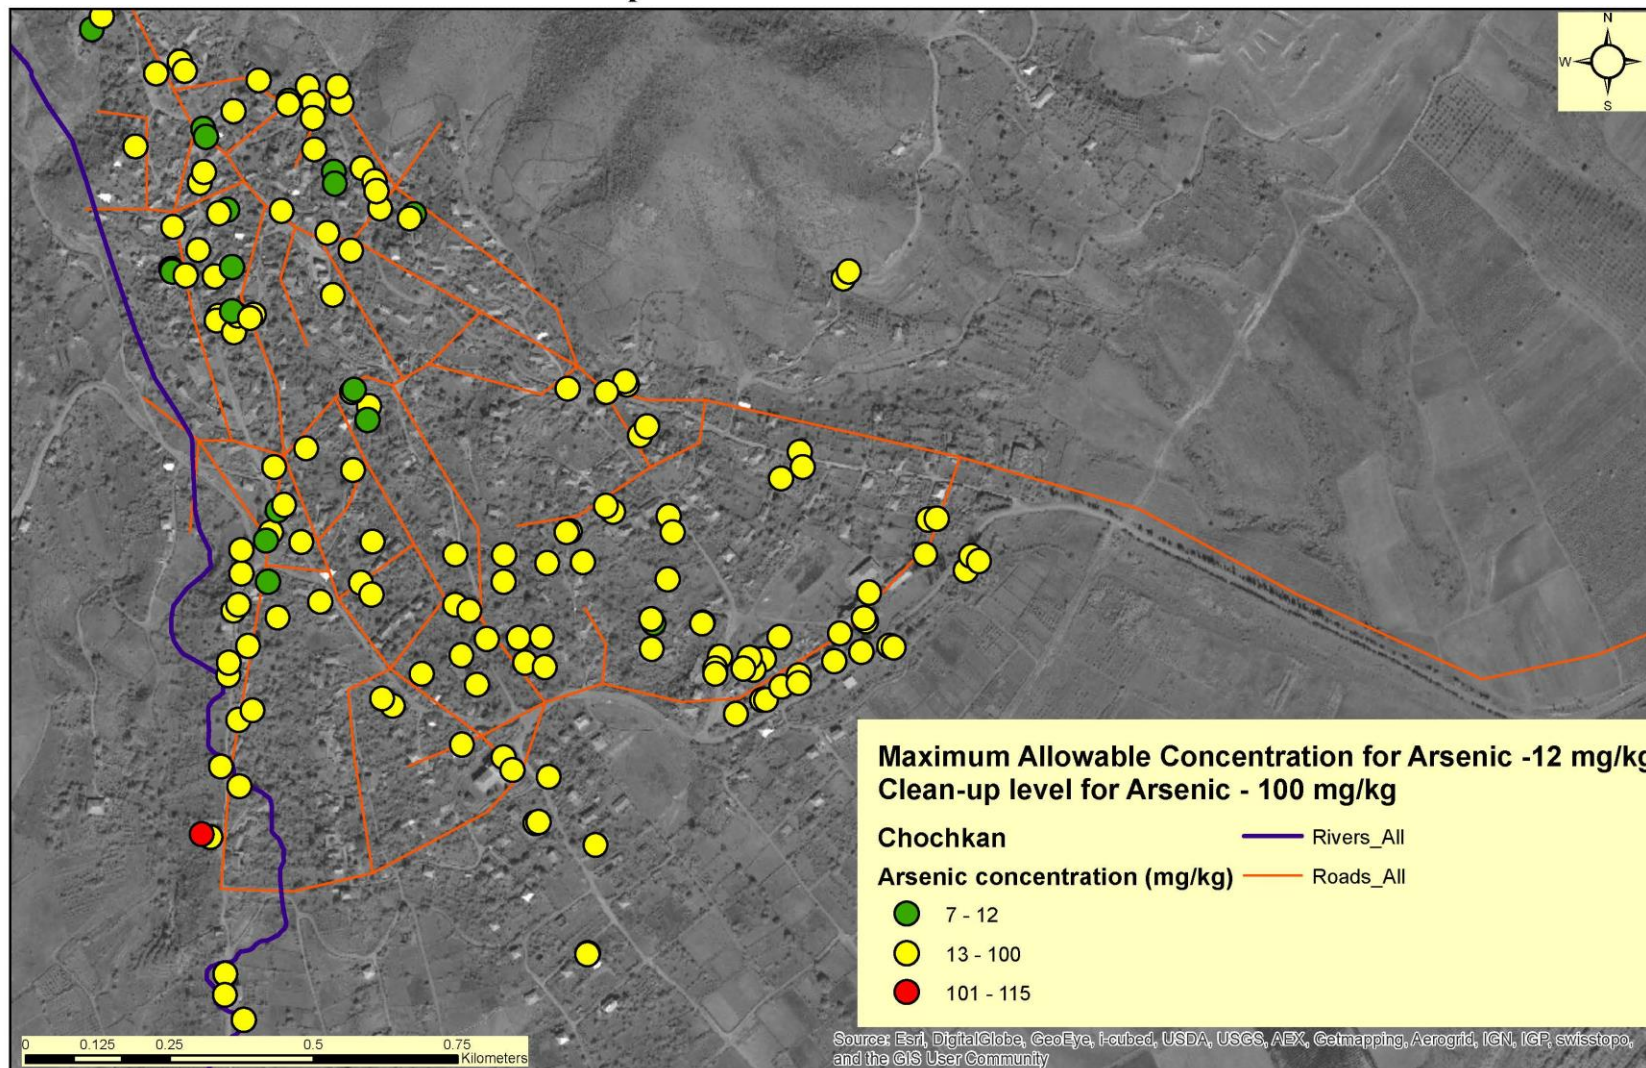 N
W
S
Maximum Allowable Concentration for Arsenic -12 mg/kg
Clean-up level for Arsenic - 100 mg/kg
Chochkan
Rivers_All
Arsenic concentration (mg/kg)
Roads_All
7 - 12
13 - 100
101 - 115
0 0.125 0.25 0.5 0.75
Kilometers
Source: Esri, DigitalGlobe, GeoEye, i-cubed, USDA, USGS, AEX, Getmapping, Aerogrid, IGN, IGP, swisstopo,
and the GIS User Community